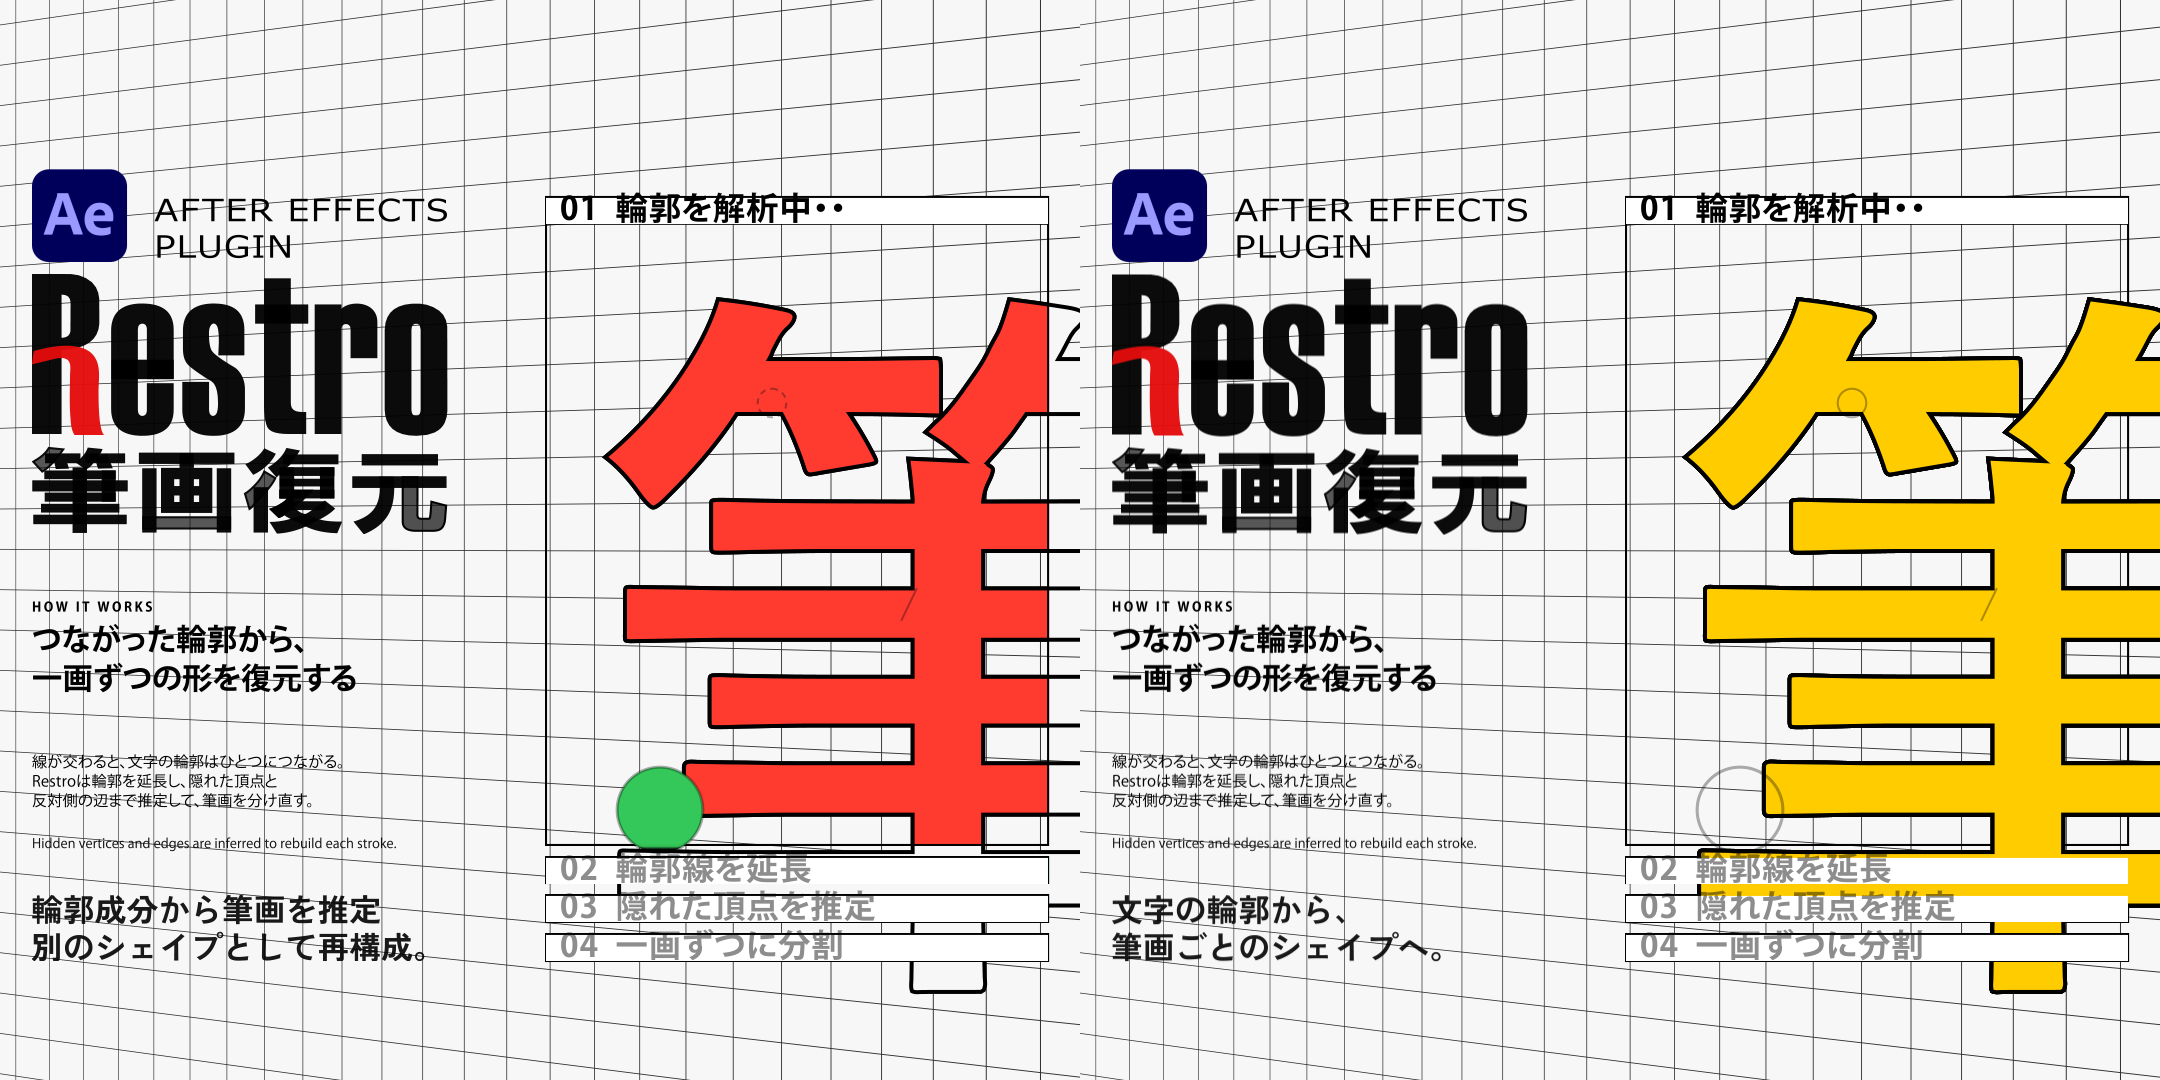 Ae
AFTER EFFECTS
PLUGIN
Restro
筆画復元
HOW IT WORKS
つながった輪郭から、
一画ずつの形を復元する
線が交わると、文字の輪郭はひとつにつながる。
Restroは輪郭を延長し、隠れた頂点と
反対側の辺まで推定して、筆画を分け直す。
Hidden vertices and edges are inferred to rebuild each stroke.
輪郭成分から筆画を推定
別のシェイプとして再構成。
01 輪郭を解析中••
筆
02 輪郭線を延長
03 隠れた頂点を推定
04 一画ずつに分割
Ae
AFTER EFFECTS
PLUGIN
Restro
筆画復元
HOW IT WORKS
つながった輪郭から、
一画ずつの形を復元する
線が交わると、文字の輪郭はひとつにつながる。
Restroは輪郭を延長し、隠れた頂点と
反対側の辺まで推定して、筆画を分け直す。
Hidden vertices and edges are inferred to rebuild each stroke.
文字の輪郭から、
筆画ごとのシェイプへ。
01 輪郭を解析中••
筆
02 輪郭線を延長
03 隠れた頂点を推定
04 一画ずつに分割